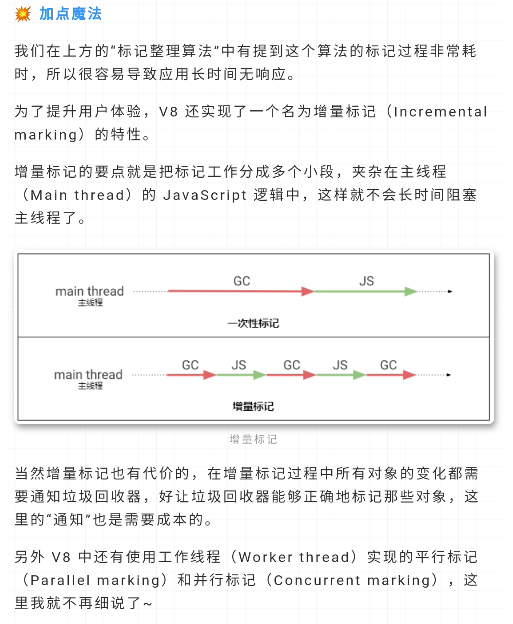 💥 加点魔法
我们在上方的“标记整理算法”中有提到这个算法的标记过程非常耗
时，所以很容易导致应用长时间无响应。
为了提升用户体验，V8 还实现了一个名为增量标记（Incremental
marking）的特性。
增量标记的要点就是把标记工作分成多个小段，夹杂在主线程
（Main thread）的 JavaScript 逻辑中，这样就不会长时间阻塞
主线程了。
GC JS
main thread
主线程
一次性标记
GC JS GC JS GC
main thread
主线程
增量标记
增量标记
当然增量标记也有代价的，在增量标记过程中所有对象的变化都需
要通知垃圾回收器，好让垃圾回收器能够正确地标记那些对象，这
里的“通知”也是需要成本的。
另外 V8 中还有使用工作线程（Worker thread）实现的平行标记
（Parallel marking）和并行标记（Concurrent marking），这
里我就不再细说了~